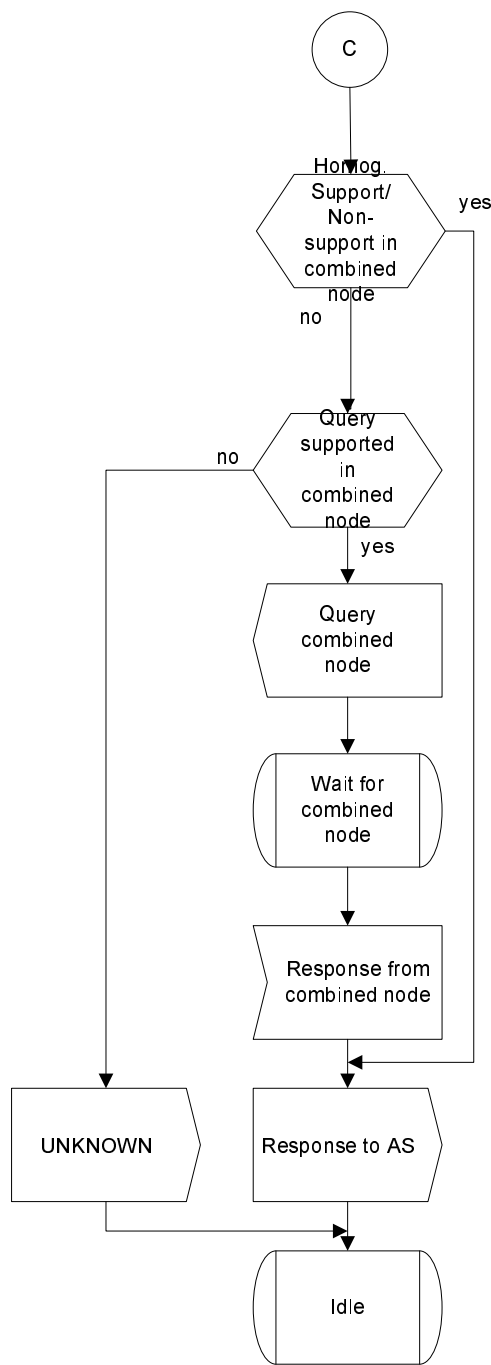 C
Homog.
Support/
Non-
support in
combined
node
yes
no
Query
supported
in
combined
node
no
yes
Query
combined
node
Wait for
combined
node
Response from
combined node
UNKNOWN
Response to AS
Idle